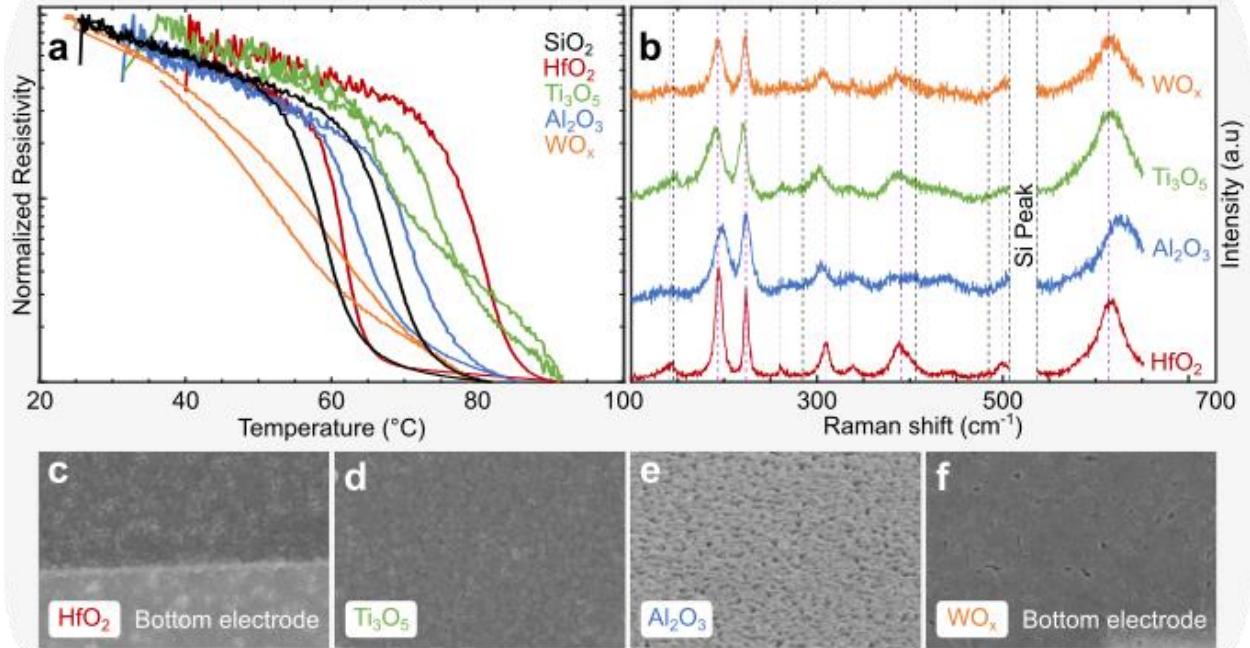 a
SiO₂
HfO₂
Ti₃O₅
Al₂O₃
WOₓ
Normalized Resistivity
20 40 60 80
Temperature (°C)
b
WOₓ
Ti₃O₅
Al₂O₃
HfO₂
Si Peak
Intensity (a.u)
100 300 500 700
Raman shift (cm⁻¹)
c
HfO₂ Bottom electrode
d
Ti₃O₅
e
Al₂O₃
f
WOₓ Bottom electrode